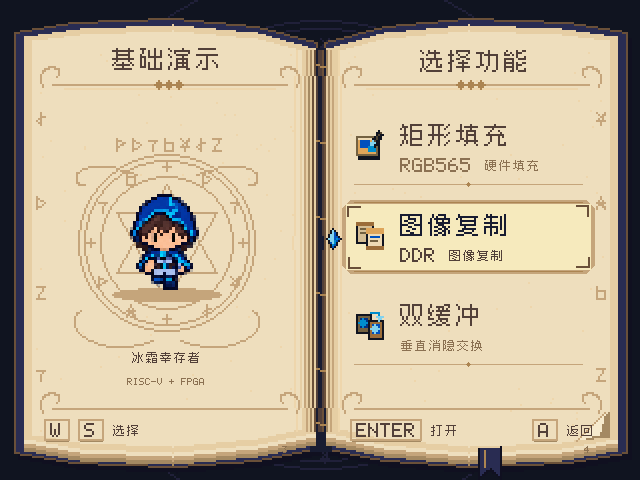 基础演示
冰霜幸存者
RISC-V + FPGA
W S 选择
选择功能
矩形填充
RGB565 硬件填充
图像复制
DDR 图像复制
双缓冲
垂直消隐交换
ENTER 打开 A 返回